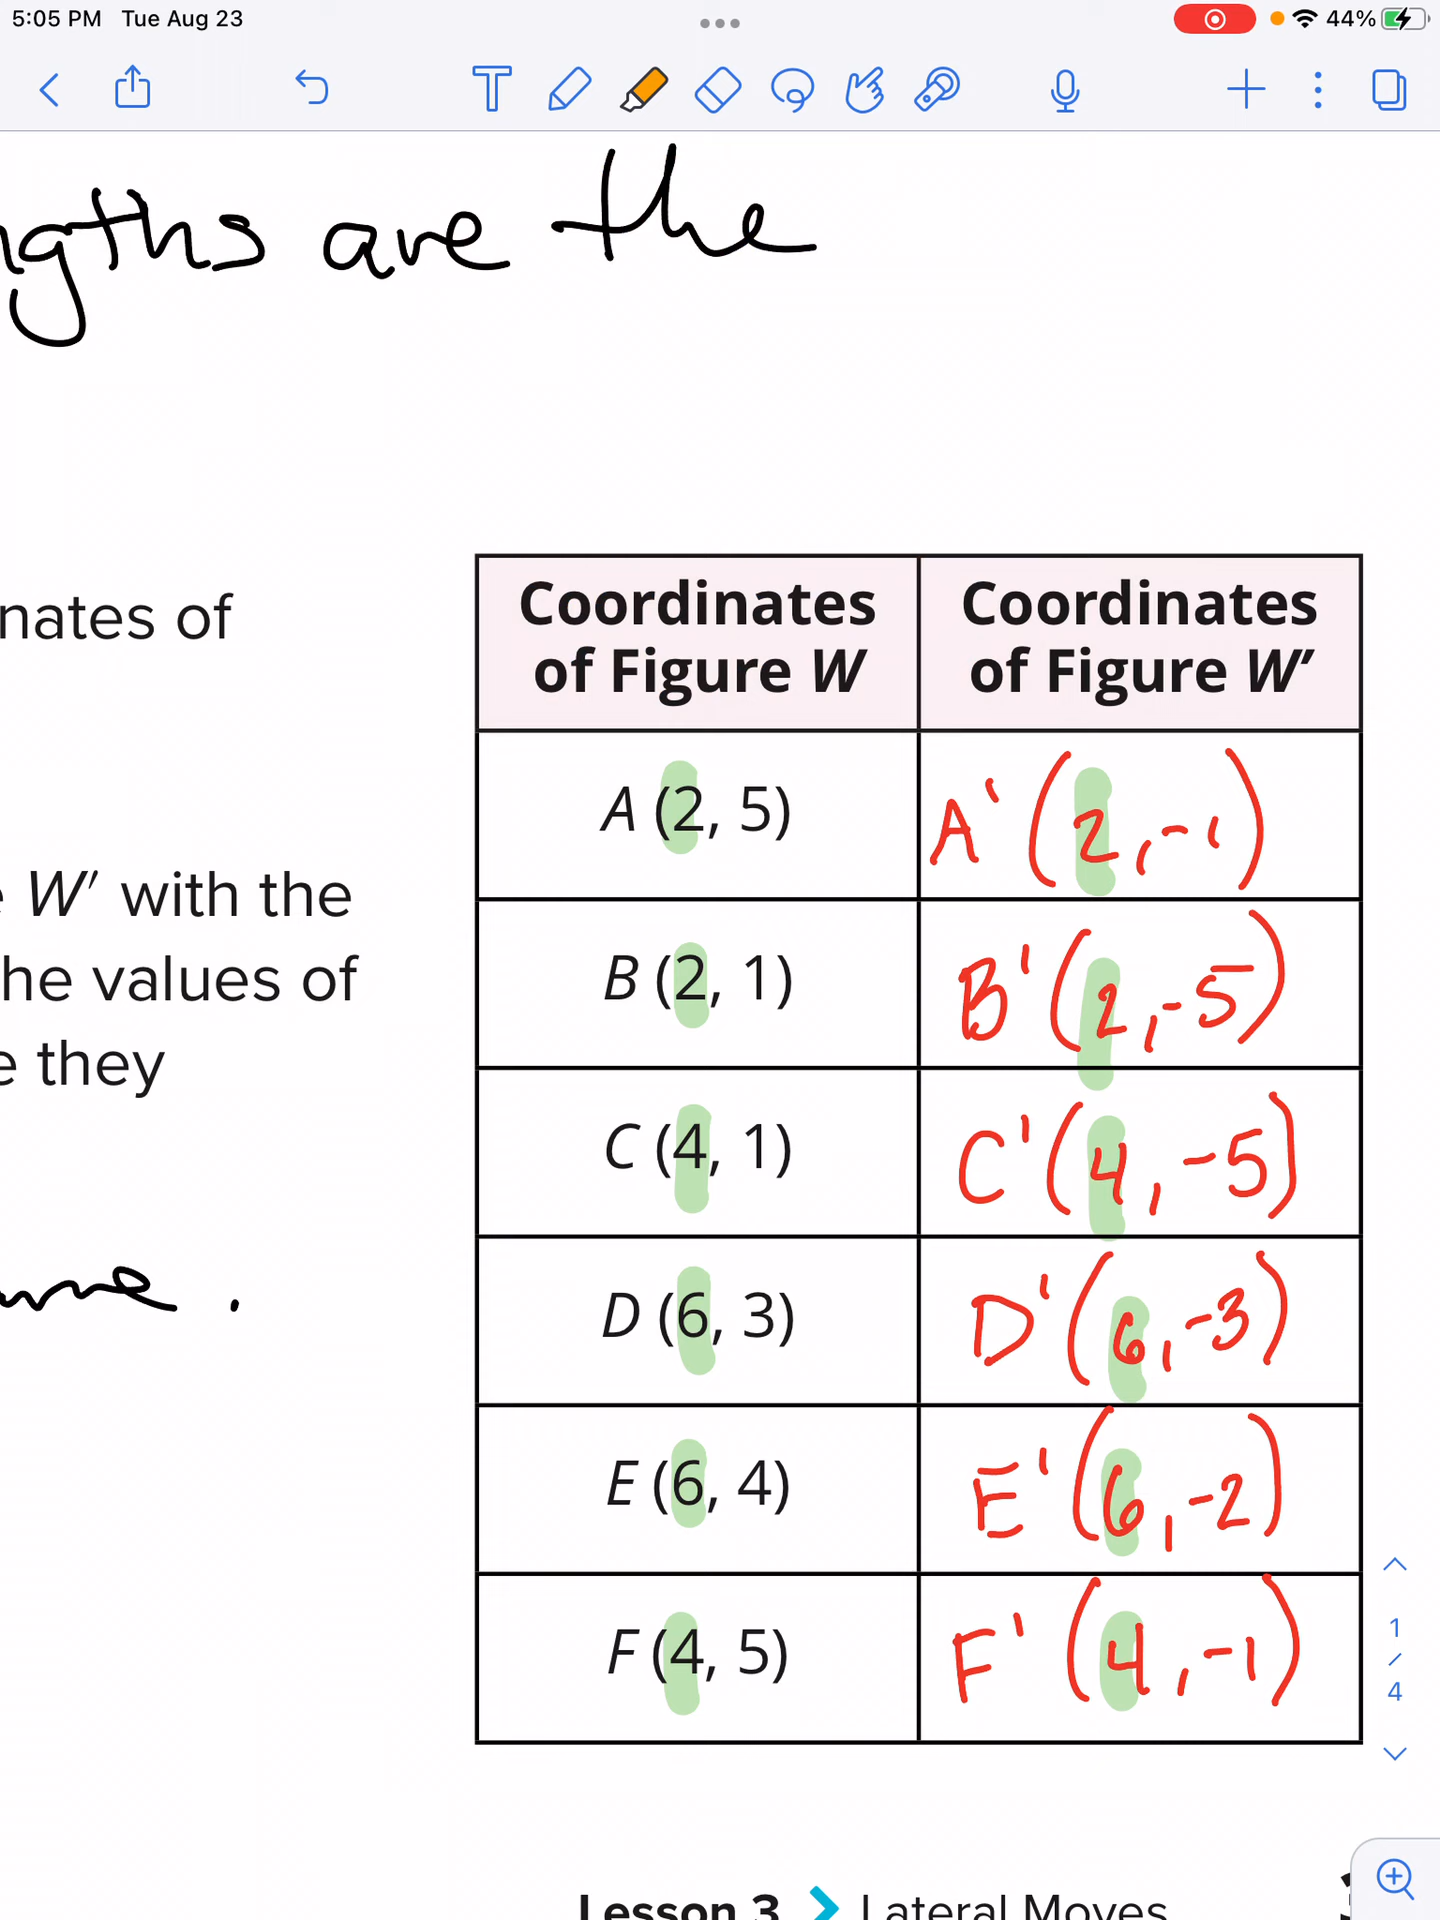 5:05 PM Tue Aug 23
44%
T
ngths are the
nates of
W′ with the
he values of
they
Coordinates of Figure W
Coordinates of Figure W′
A (2, 5)
A'(2,-1)
B (2, 1)
B'(2,-5)
C (4, 1)
C'(4,-5)
D (6, 3)
D'(6,-3)
E (6, 4)
E'(6,-2)
F (4, 5)
F'(4,-1)
1
/
4
Lesson 3 > Lateral Moves